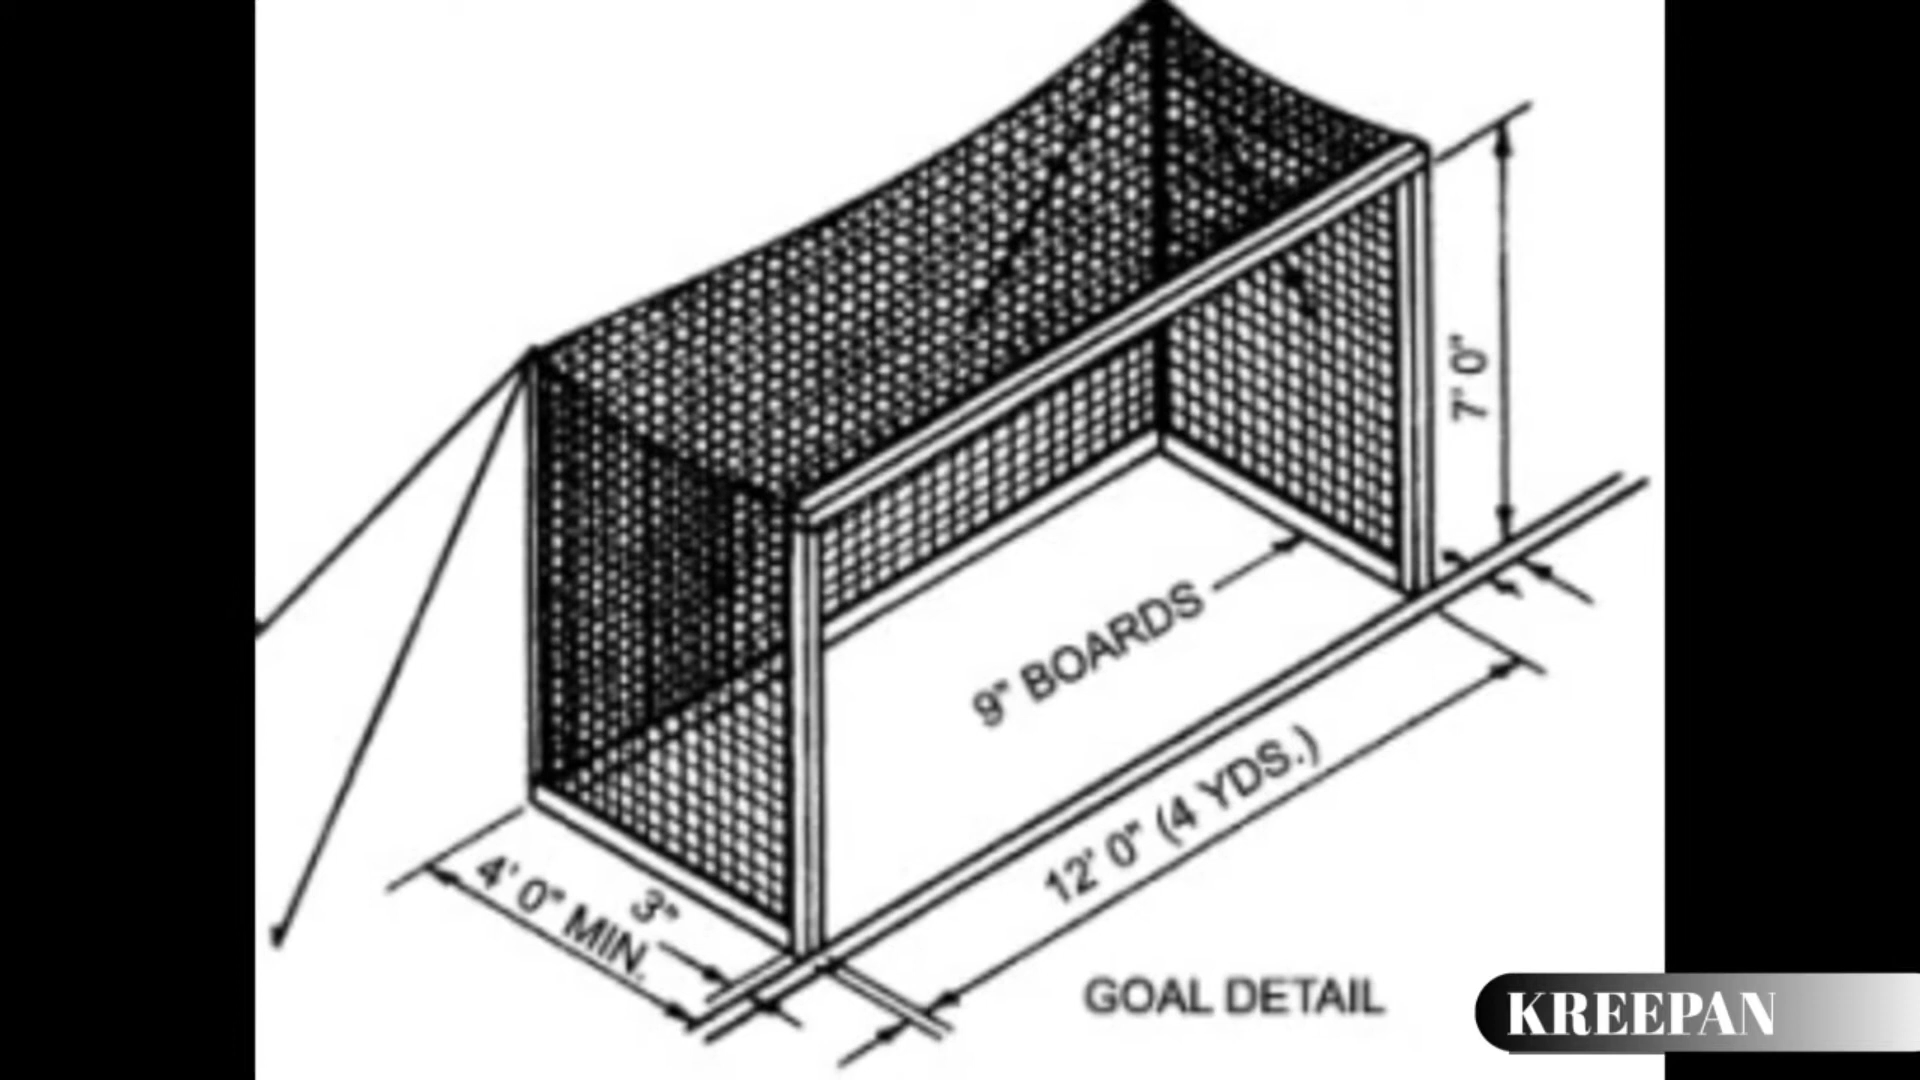 7' 0"
9" BOARDS
12' 0" (4 YDS.)
3"
4' 0" MIN.
GOAL DETAIL
KREEPAN